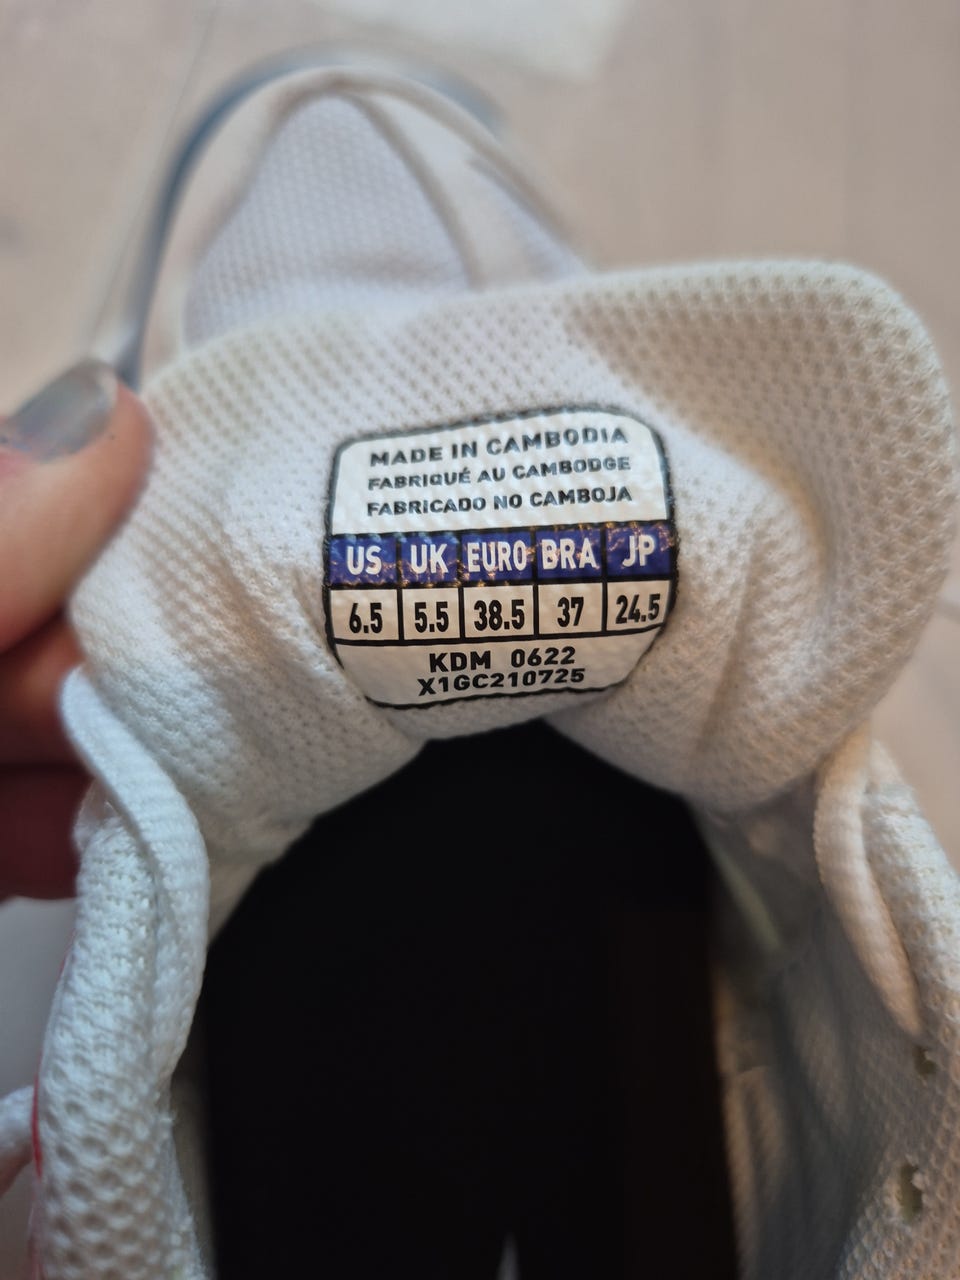 MADE IN CAMBODIA
FABRIQUÉ AU CAMBODGE
FABRICADO NO CAMBOJA
US UK EURO BRA JP
6.5 5.5 38.5 37 24.5
KDM 0622
X1GC210725